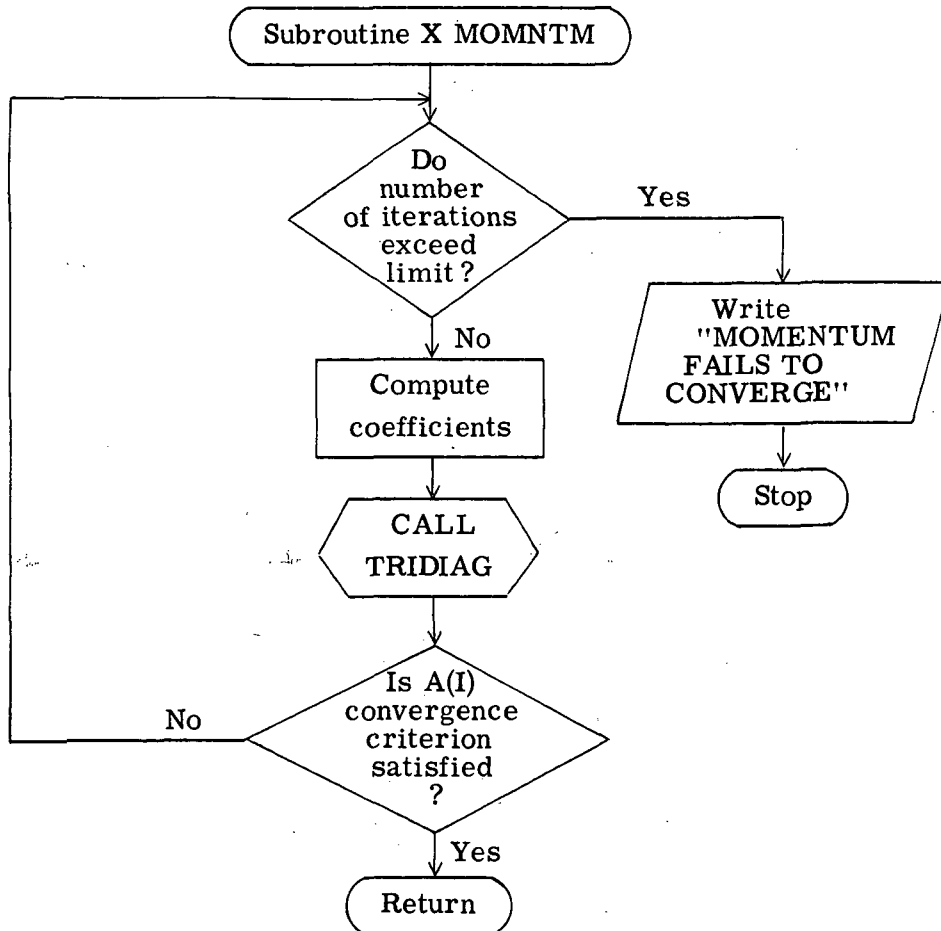 Subroutine X MOMNTM
Do
number
of iterations
exceed
limit ?
Yes
Write
"MOMENTUM
FAILS TO
CONVERGE"
Stop
No
Compute
coefficients
CALL
TRIDIAG
Is A(I)
convergence
criterion
satisfied
?
No
Yes
Return